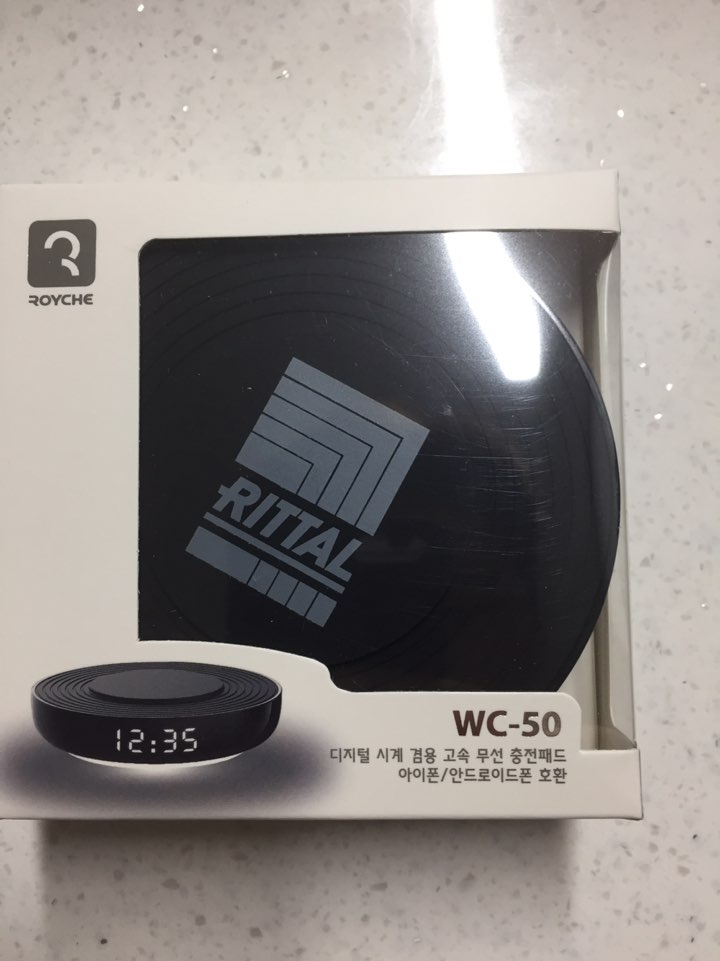 ROYCHE
RITTAL
12:35
WC-50
디지털 시계 겸용 고속 무선 충전패드
아이폰/안드로이드폰 호환